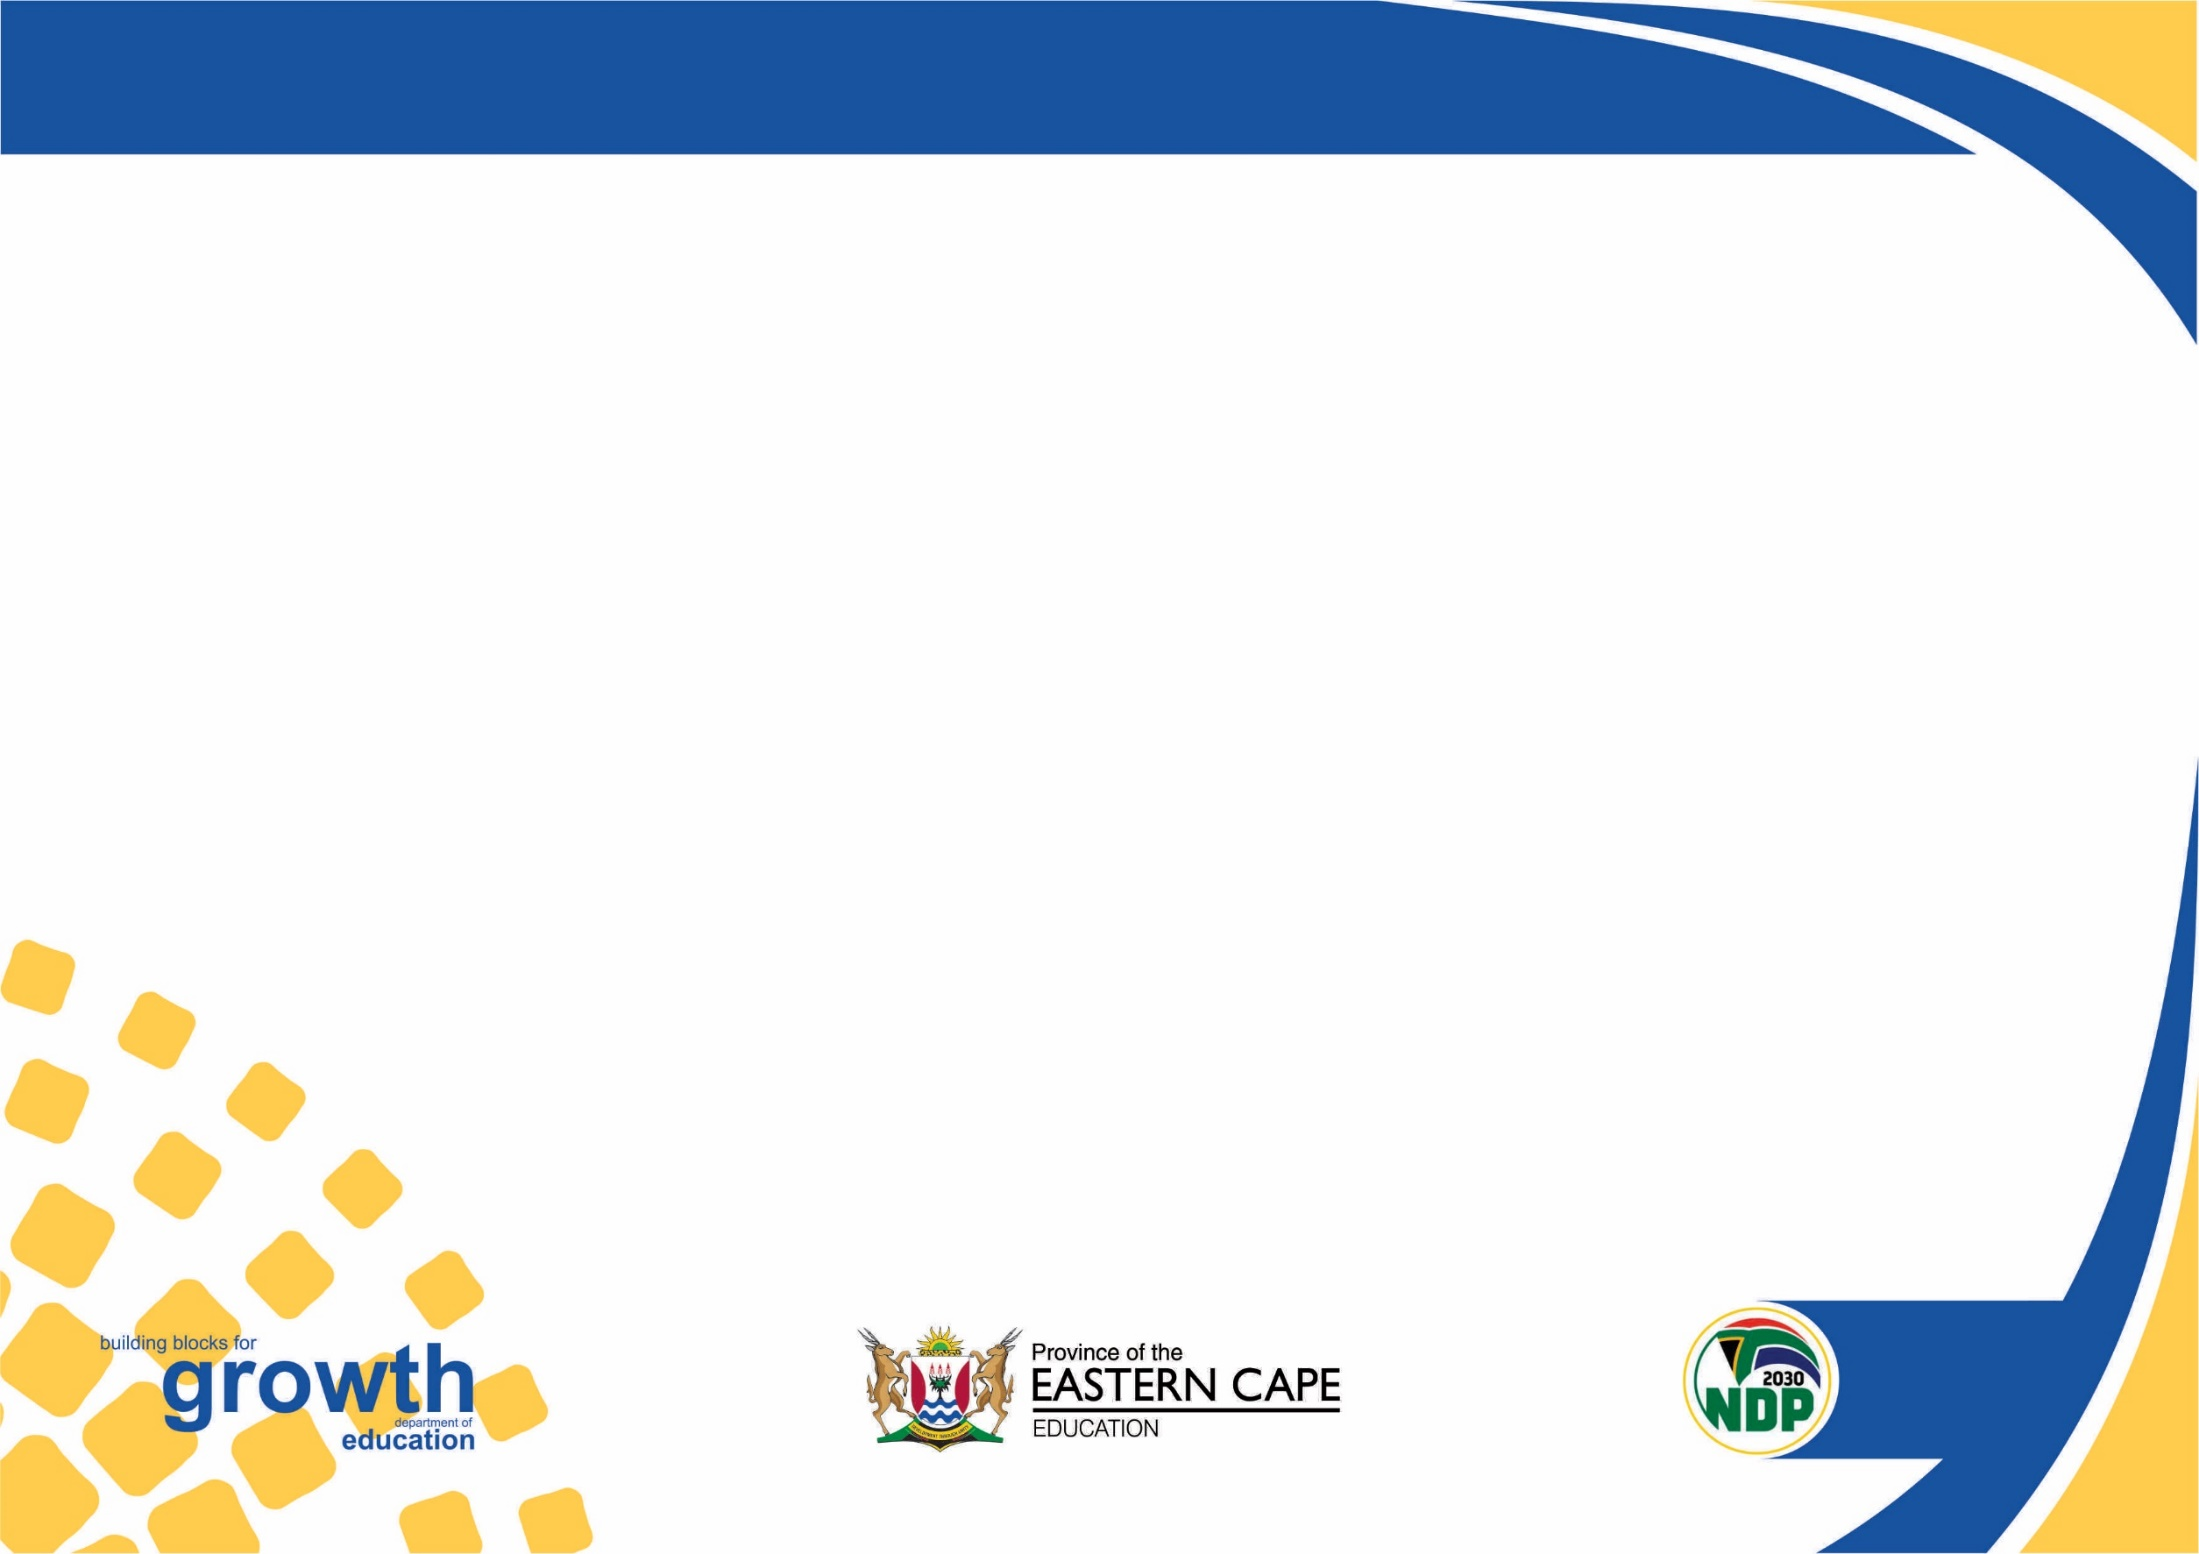 building blocks for
growth
department of
education
Province of the
EASTERN CAPE
EDUCATION
2030
NDP